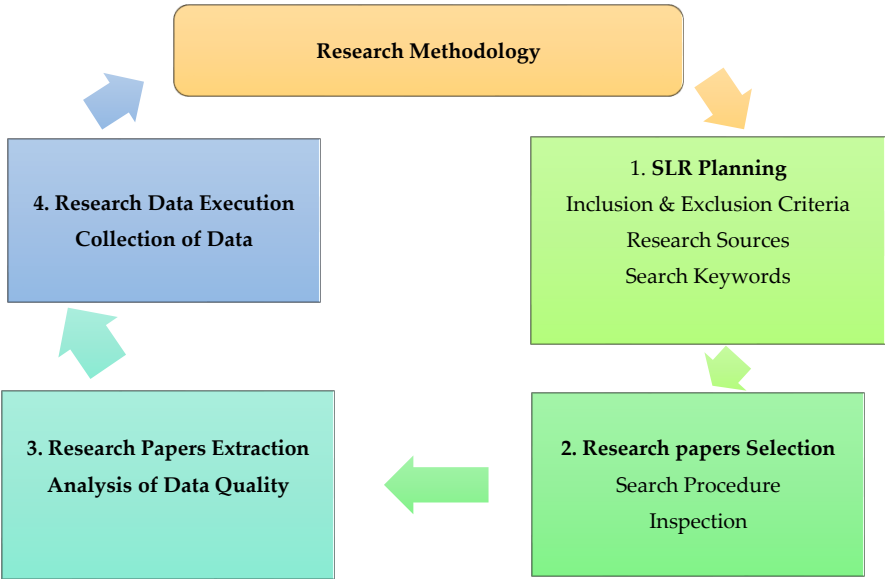 Research Methodology
1. SLR Planning
Inclusion & Exclusion Criteria
Research Sources
Search Keywords
2. Research papers Selection
Search Procedure
Inspection
3. Research Papers Extraction
Analysis of Data Quality
4. Research Data Execution
Collection of Data